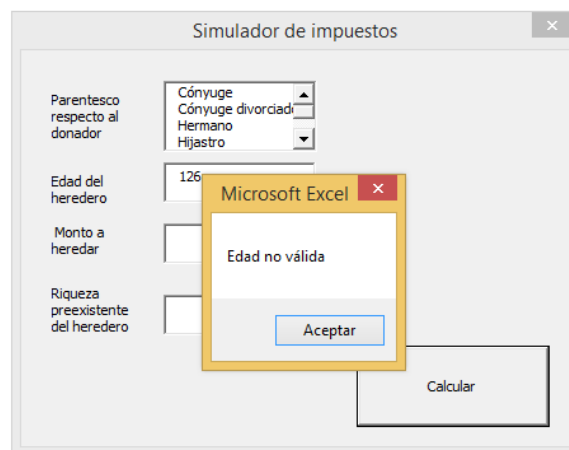 Simulador de impuestos
Parentesco
respecto al
donador
Cónyuge
Cónyuge divorciad
Hermano
Hijastro
Edad del
heredero
126
Microsoft Excel
Edad no válida
Aceptar
Monto a
heredar
Riqueza
preexistente
del heredero
Calcular